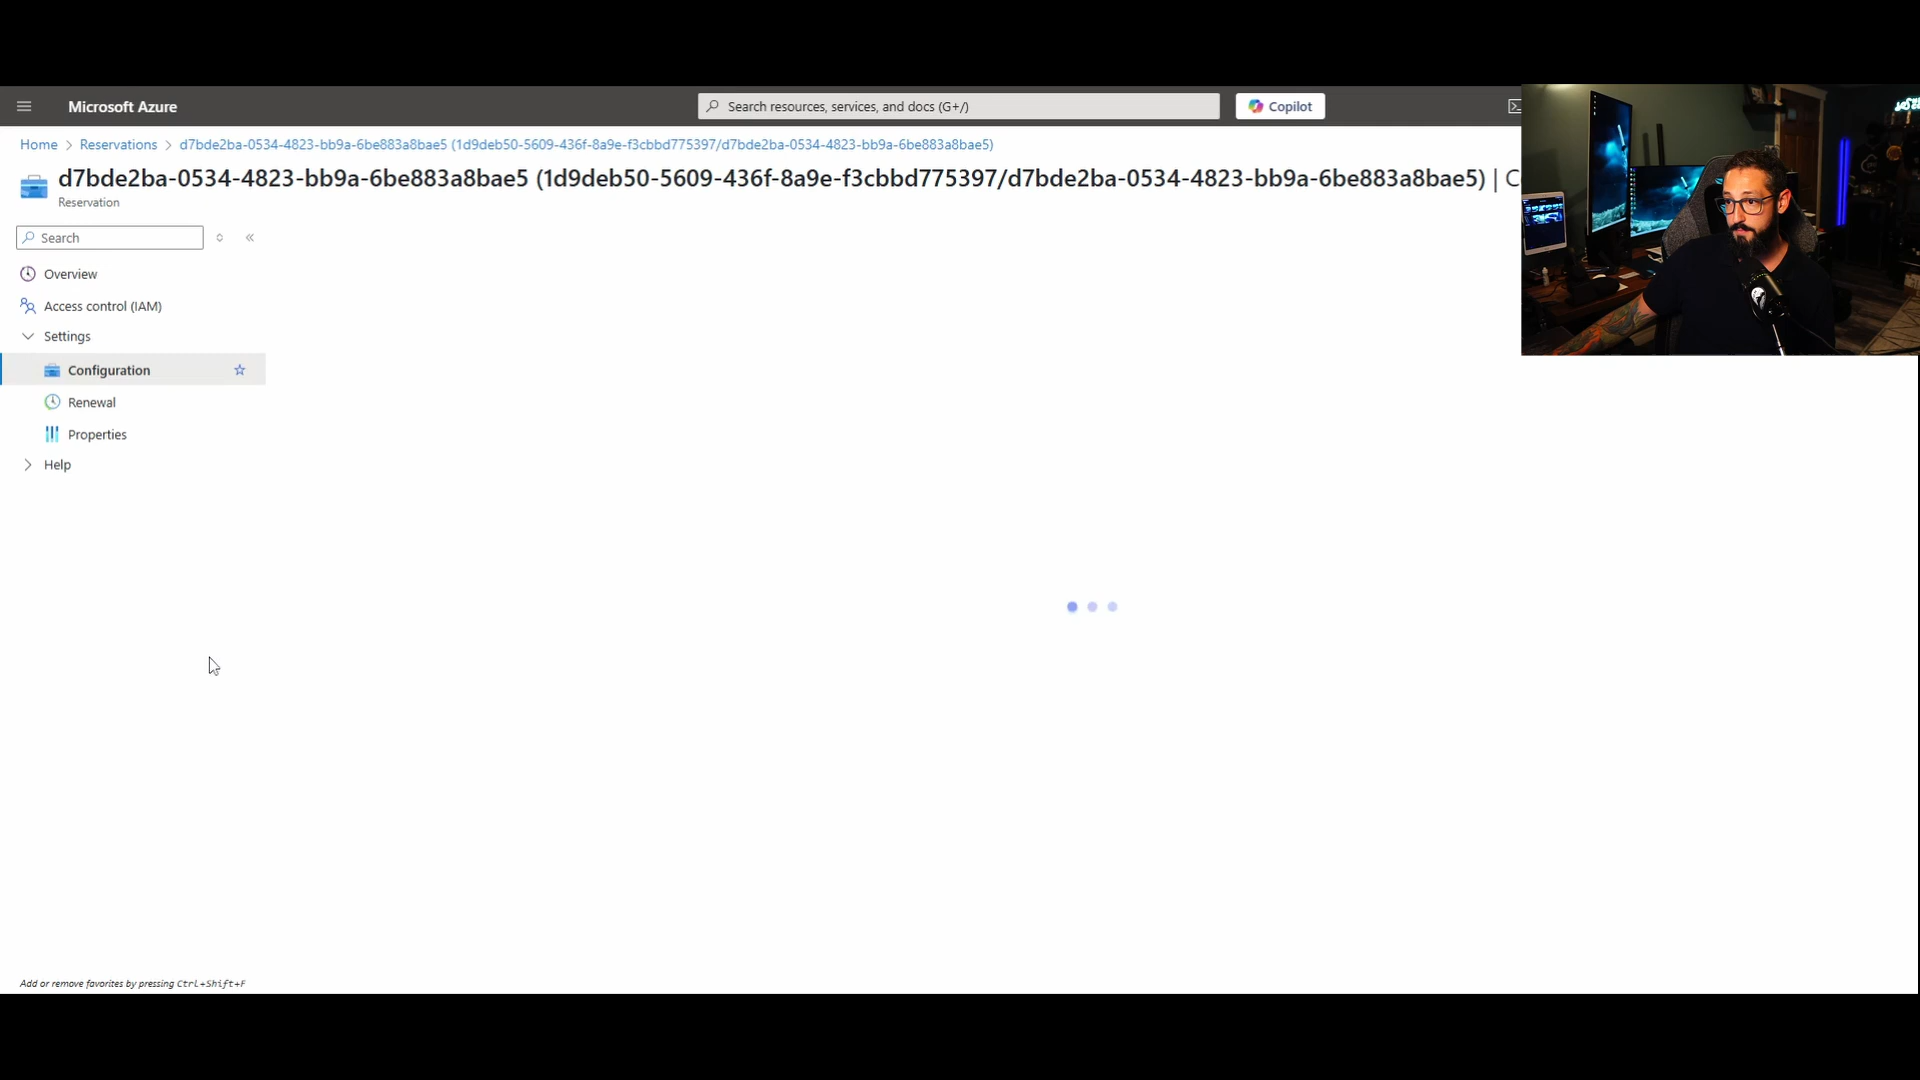 Microsoft Azure
Search resources, services, and docs (G+/)
Copilot
Home > Reservations > d7bde2ba-0534-4823-bb9a-6be883a8bae5 (1d9deb50-5609-436f-8a9e-f3cbbd775397/d7bde2ba-0534-4823-bb9a-6be883a8bae5)
d7bde2ba-0534-4823-bb9a-6be883a8bae5 (1d9deb50-5609-436f-8a9e-f3cbbd775397/d7bde2ba-0534-4823-bb9a-6be883a8bae5) | C
Reservation
Search
Overview
Access control (IAM)
Settings
Configuration
Renewal
Properties
Help
Add or remove favorites by pressing Ctrl+Shift+F